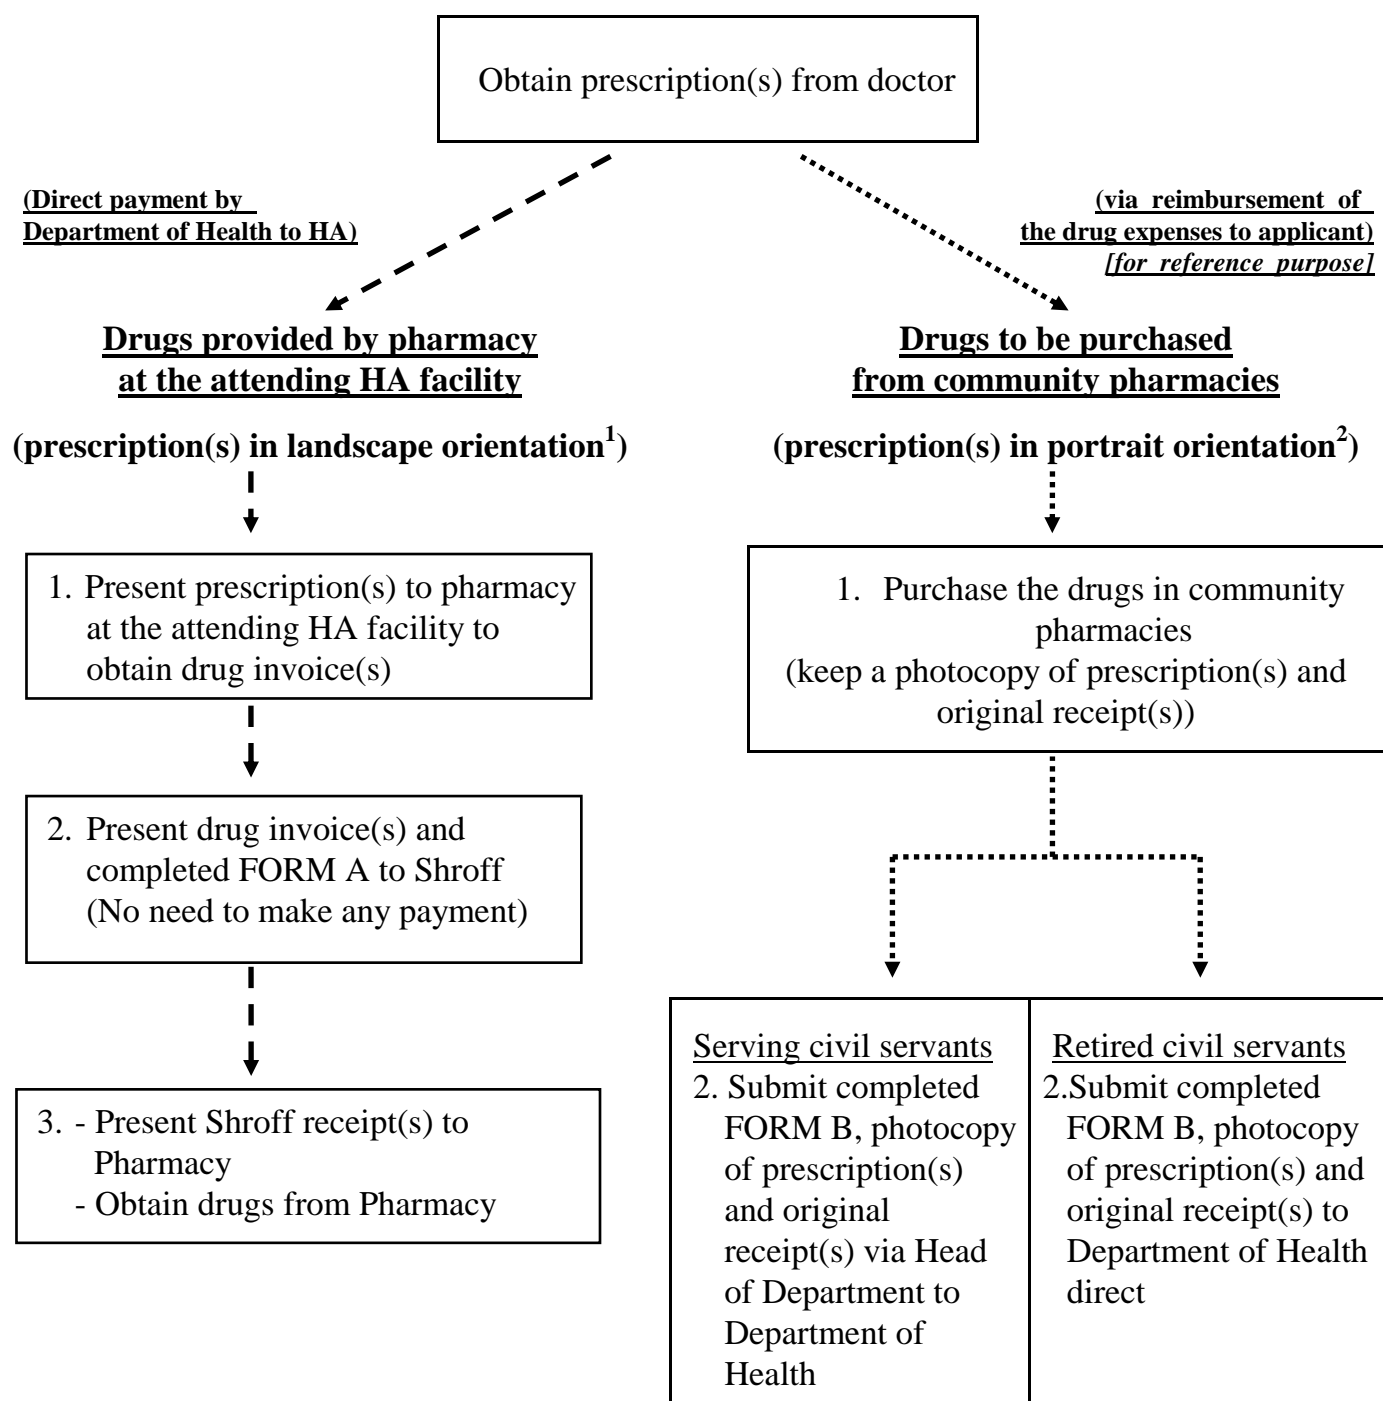 Obtain prescription(s) from doctor
(Direct payment by
Department of Health to HA)
(via reimbursement of
the drug expenses to applicant)
[for reference purpose]
Drugs provided by pharmacy
at the attending HA facility
(prescription(s) in landscape orientation¹)
Drugs to be purchased
from community pharmacies
(prescription(s) in portrait orientation²)
1. Present prescription(s) to pharmacy
at the attending HA facility to
obtain drug invoice(s)
2. Present drug invoice(s) and
completed FORM A to Shroff
(No need to make any payment)
3. - Present Shroff receipt(s) to
Pharmacy
- Obtain drugs from Pharmacy
1. Purchase the drugs in community
pharmacies
(keep a photocopy of prescription(s) and
original receipt(s))
Serving civil servants
2. Submit completed
FORM B, photocopy
of prescription(s)
and original
receipt(s) via Head
of Department to
Department of
Health
Retired civil servants
2.Submit completed
FORM B, photocopy
of prescription(s) and
original receipt(s) to
Department of Health
direct